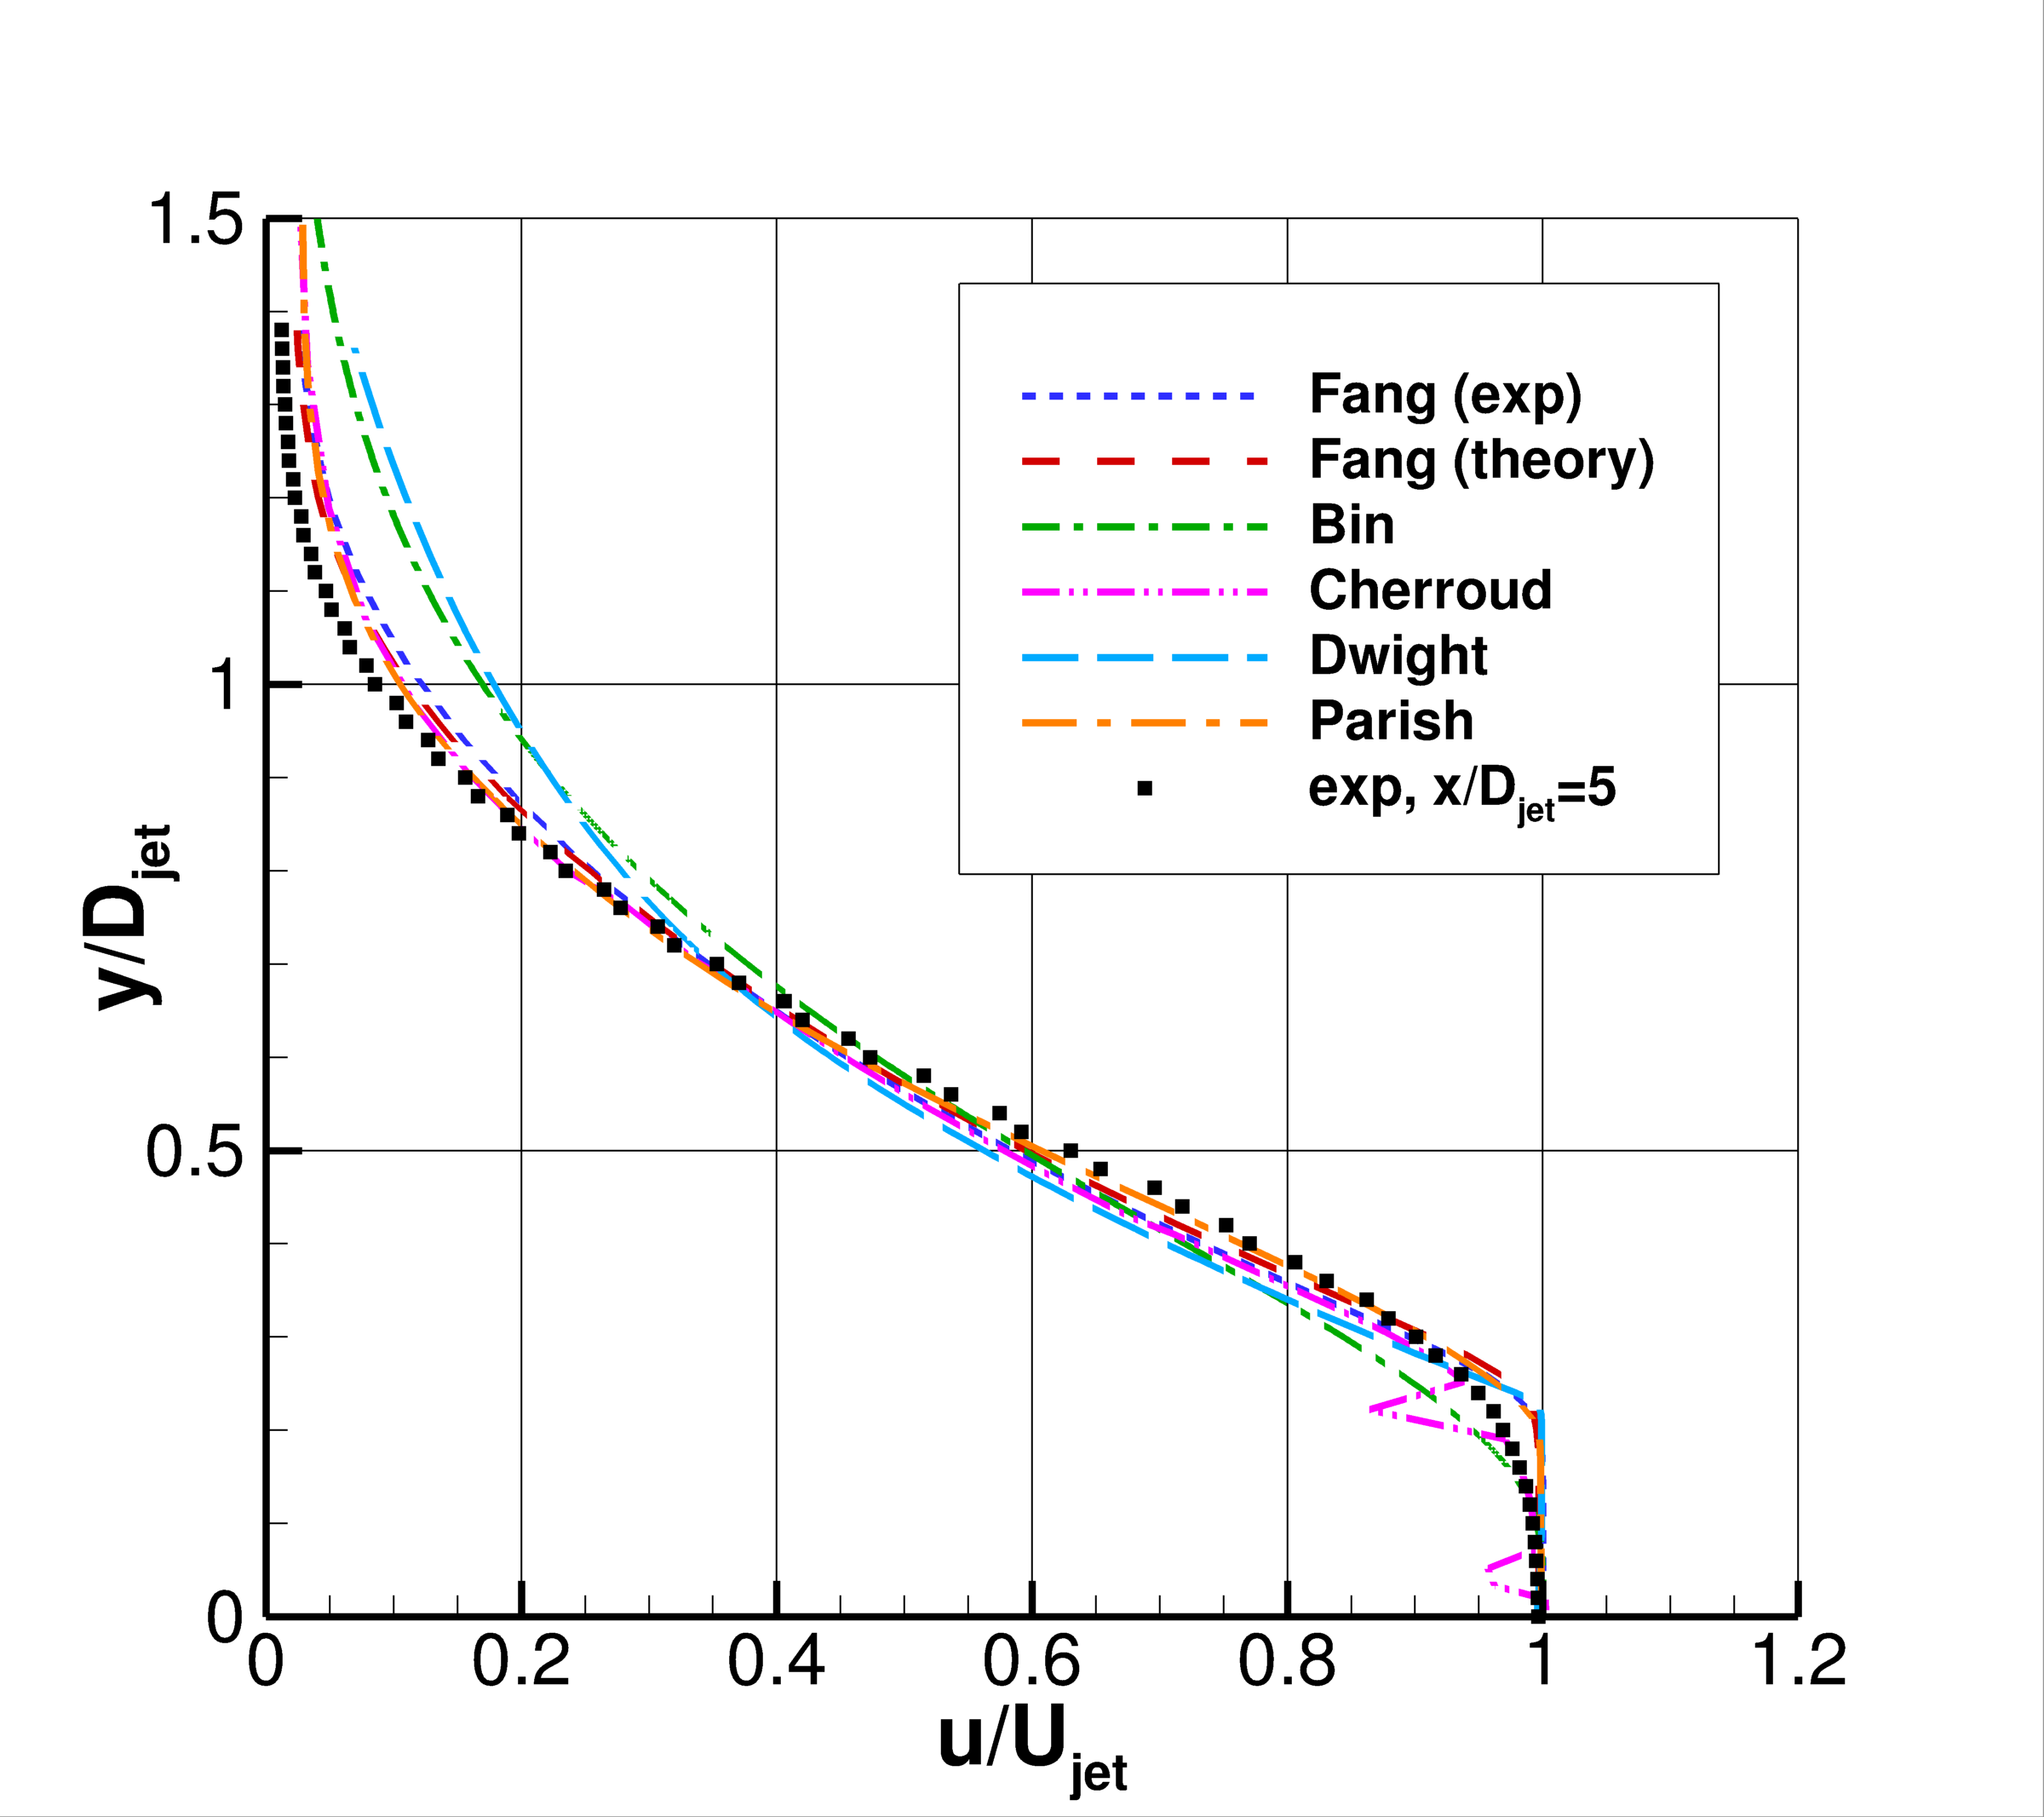 1.5
1
0.5
0
y/Djet
Fang (exp)
Fang (theory)
Bin
Cherroud
Dwight
Parish
exp, x/Djet=5
0 0.2 0.4 0.6 0.8 1 1.2
u/Ujet